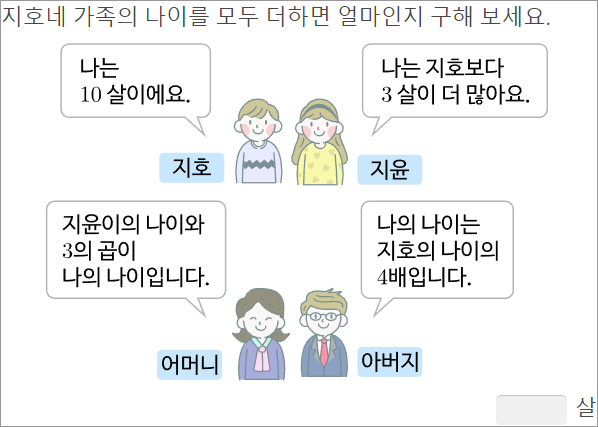 지호네 가족의 나이를 모두 더하면 얼마인지 구해 보세요.
나는
10 살이에요.
나는 지호보다
3 살이 더 많아요.
지호
지윤
지윤이의 나이와
3의 곱이
나의 나이입니다.
나의 나이는
지호의 나이의
4배입니다.
어머니
아버지
살